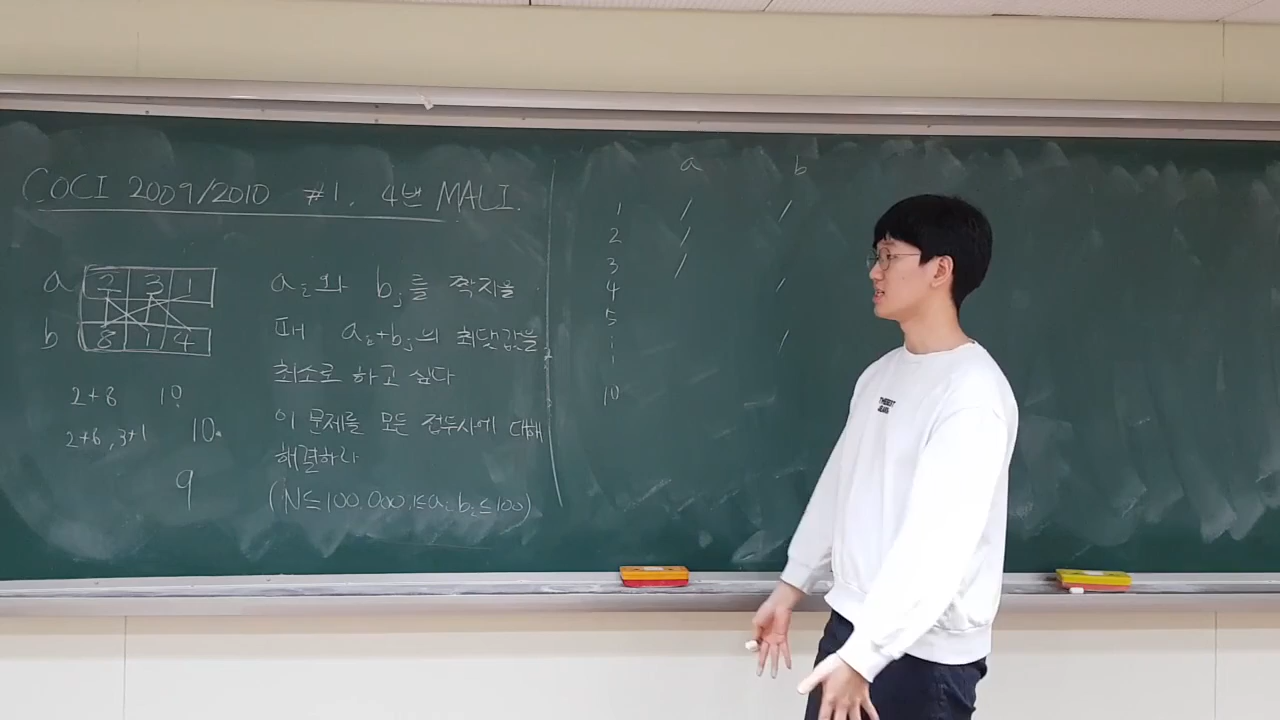 COCI 2009/2010 #1. 4번 MALI.
a 2 3 1
b 8 1 4
2+8 10
2+8, 3+1 10
9
a_i와 b_j를 짝지을
때 a_i+b_j의 최댓값을
최소로 하고 싶다
이 문제를 모든 접두사에 대해
해결하라
(N≤100,000, 1≤a_i, b_i≤100)
a b
1 / /
2 /
3 /
4 /
5
/
10
THEBEST